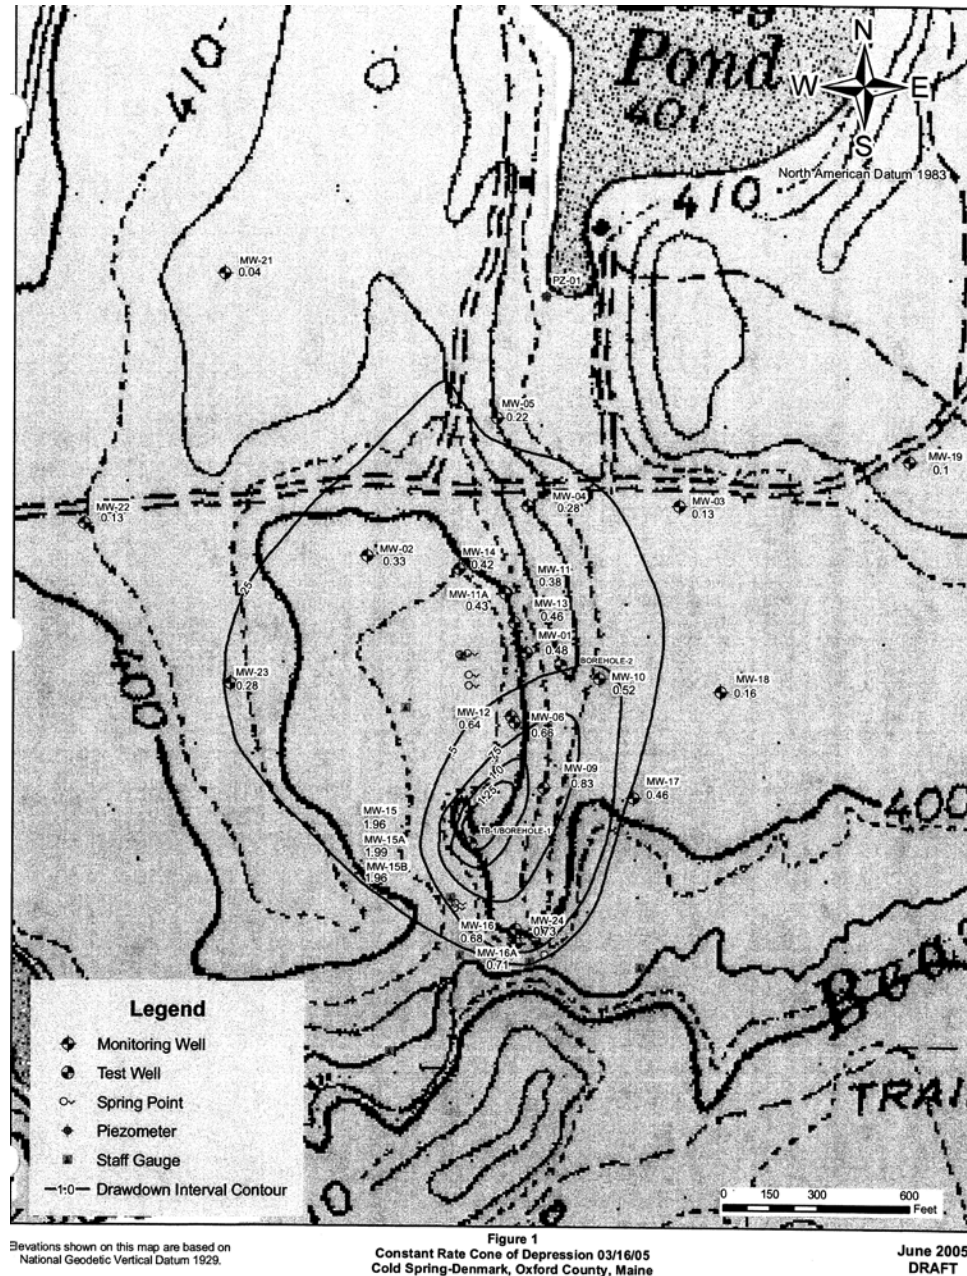 Pond
401
N
W
E
S
North American Datum 1983
410
410
MW-21
0.04
PZ-01
MW-05
0.22
MW-19
0.1
MW-22
0.13
MW-04
0.28
MW-03
0.13
MW-02
0.33
MW-14
0.42
MW-11
0.38
MW-11A
0.43
MW-13
0.46
.25
MW-01
0.48
BOREHOLE-2
400
MW-23
0.28
MW-10
0.52
MW-18
0.16
MW-12
0.64
MW-06
0.66
.5
.75
1.0
1.25
MW-09
0.83
MW-17
0.46
400
MW-15
1.96
MW-15A
1.99
MW-15B
1.96
TB-1/BOREHOLE-1
MW-16
0.68
MW-24
0.73
MW-16A
0.71
Legend
Monitoring Well
Test Well
Spring Point
Piezometer
Staff Gauge
1.0 Drawdown Interval Contour
TRAI
0 150 300 600
Feet
Elevations shown on this map are based on
National Geodetic Vertical Datum 1929.
Figure 1
Constant Rate Cone of Depression 03/16/05
Cold Spring-Denmark, Oxford County, Maine
June 2005
DRAFT